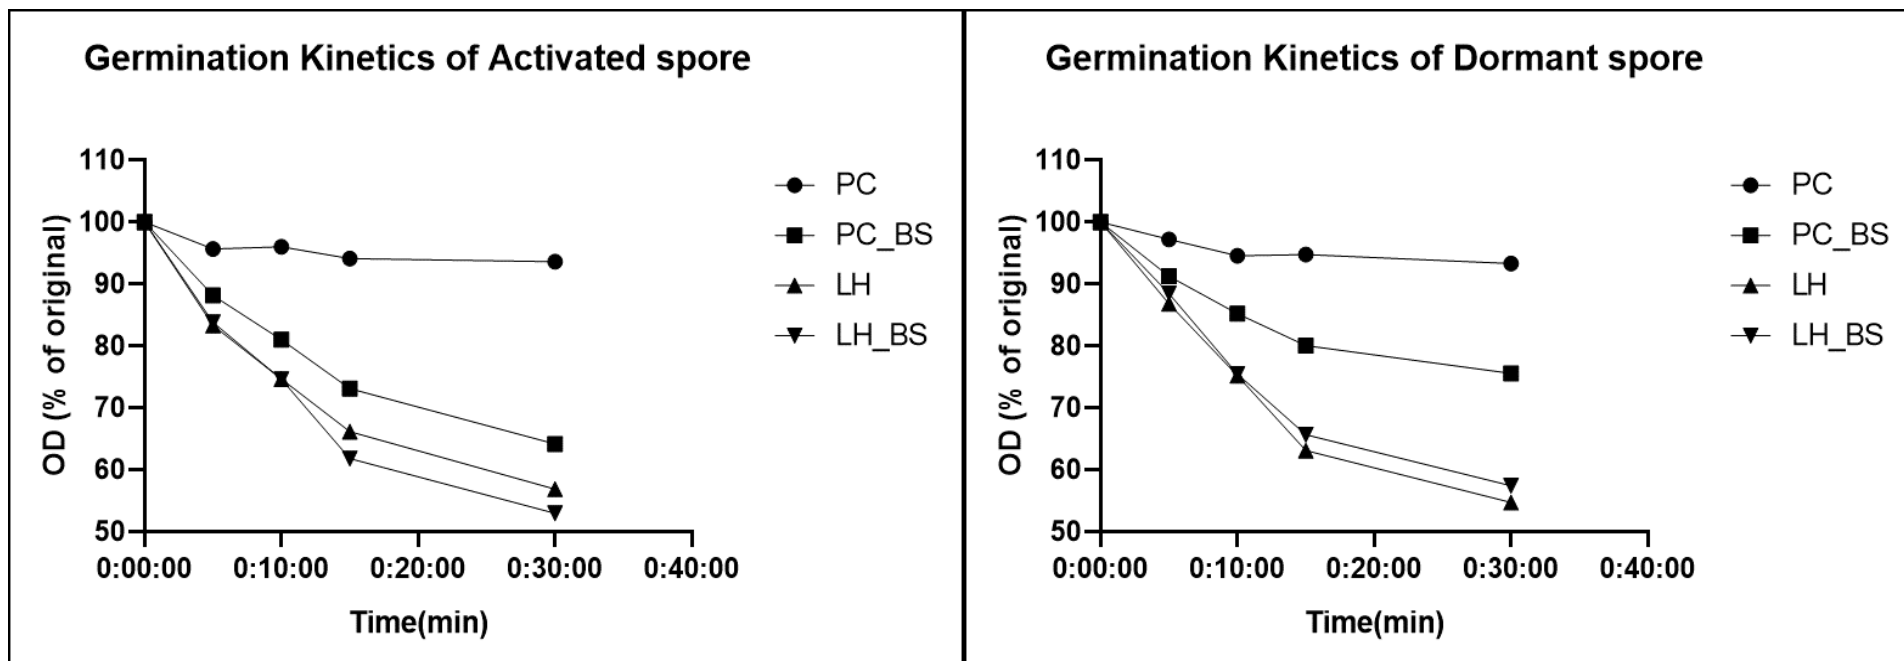 Germination Kinetics of Activated spore
110
100
90
80
70
60
50
OD (% of original)
0:00:00 0:10:00 0:20:00 0:30:00 0:40:00
Time(min)
PC
PC_BS
LH
LH_BS
Germination Kinetics of Dormant spore
110
100
90
80
70
60
50
OD (% of original)
0:00:00 0:10:00 0:20:00 0:30:00 0:40:00
Time(min)
PC
PC_BS
LH
LH_BS